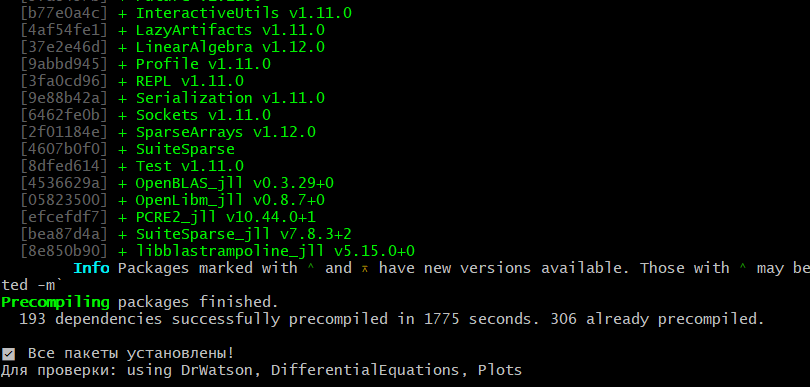 [b77e0a4c] + InteractiveUtils v1.11.0
[4af54fe1] + LazyArtifacts v1.11.0
[37e2e46d] + LinearAlgebra v1.12.0
[9abbd945] + Profile v1.11.0
[3fa0cd96] + REPL v1.11.0
[9e88b42a] + Serialization v1.11.0
[6462fe0b] + Sockets v1.11.0
[2f01184e] + SparseArrays v1.12.0
[4607b0f0] + SuiteSparse
[8dfed614] + Test v1.11.0
[4536629a] + OpenBLAS_jll v0.3.29+0
[05823500] + OpenLibm_jll v0.8.7+0
[efcefdf7] + PCRE2_jll v10.44.0+1
[bea87d4a] + SuiteSparse_jll v7.8.3+2
[8e850b90] + libblastrampoline_jll v5.15.0+0
Info Packages marked with ⌃ and ⌅ have new versions available. Those with ⌃ may be
ted -m`
Precompiling packages finished.
193 dependencies successfully precompiled in 1775 seconds. 306 already precompiled.
✅ Все пакеты установлены!
Для проверки: using DrWatson, DifferentialEquations, Plots